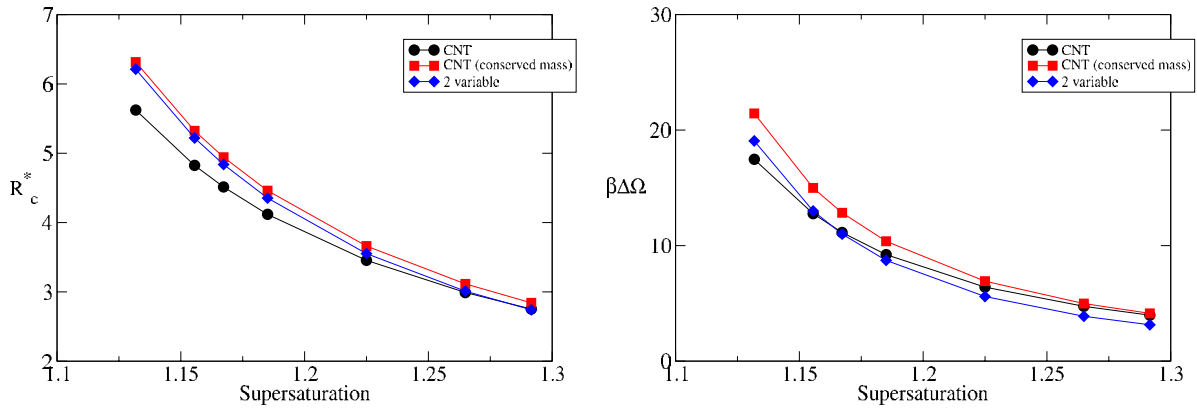 7
6
5
4
3
2
R*c
1.1
1.15
1.2
1.25
1.3
Supersaturation
CNT
CNT (conserved mass)
2 variable
30
20
10
0
βΔΩ
1.1
1.15
1.2
1.25
1.3
Supersaturation
CNT
CNT (conserved mass)
2 variable